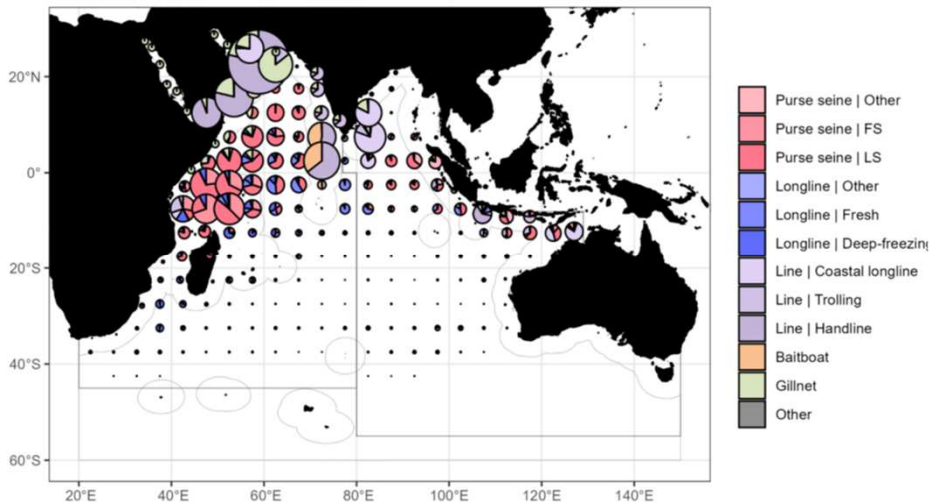 20°N
0°
20°S
40°S
60°S
20°E
40°E
60°E
80°E
100°E
120°E
140°E
Purse seine | Other
Purse seine | FS
Purse seine | LS
Longline | Other
Longline | Fresh
Longline | Deep-freezin
Line | Coastal longline
Line | Trolling
Line | Handline
Baitboat
Gillnet
Other